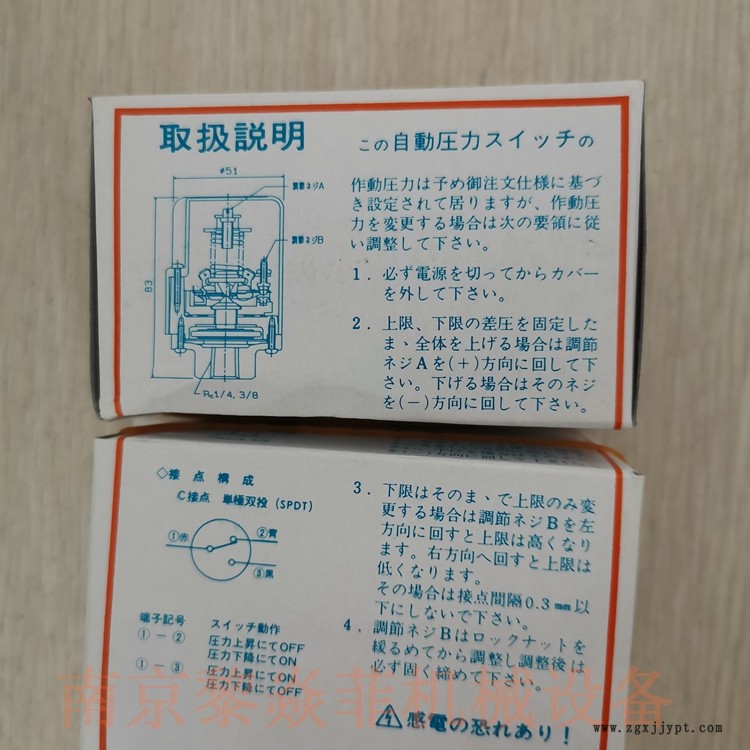 取扱説明
この自動圧力スイッチの
φ51
調節ネジA
調節ネジB
83
Rc1/4, 3/8
作動圧力は予め御注文仕様に基づ
き設定されて居りますが、作動圧
力を変更する場合は次の要領に従
い調整して下さい。
1. 必ず電源を切ってからカバー
を外して下さい。
2. 上限、下限の差圧を固定した
まゝ全体を上げる場合は調節
ネジAを(+)方向に回して下
さい。下げる場合はそのネジ
を(-)方向に回して下さい。
◇接点構成
C接点 単極双投 (SPDT)
①赤
②青
③黒
端子記号 スイッチ動作
①－② 圧力上昇にてOFF
圧力下降にてON
①－③ 圧力上昇にてON
圧力下降にてOFF
3. 下限はそのまゝで上限のみ変
更する場合は調節ネジBを左
方向に回すと上限は高くなり
ます。右方向へ回すと上限は
低くなります。
その場合は接点間隔0.3mm以
下にしないで下さい。
4. 調節ネジBはロックナットを
緩るめてから調整し調整後は
必ず固く締めて下さい。
感電の恐れあり！
南京泰焱菲机械设备
www.zgxjjypt.com